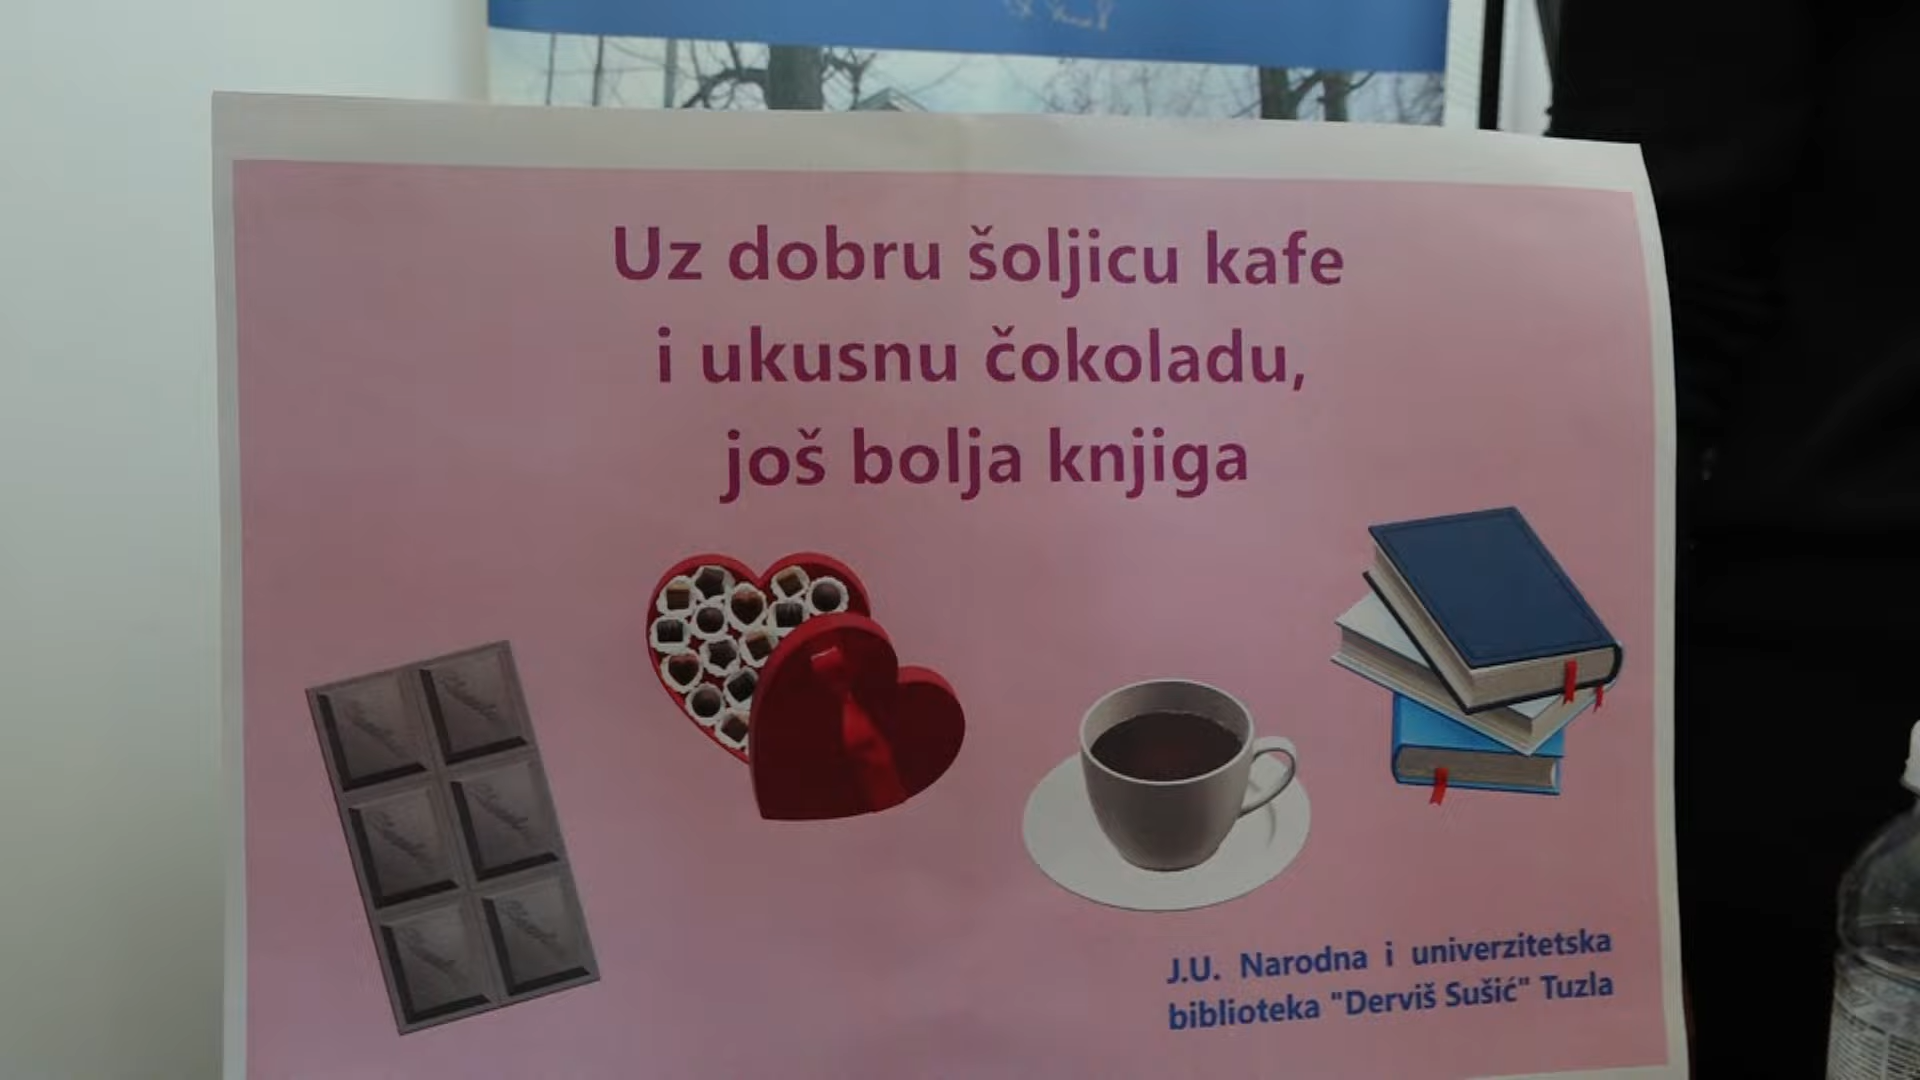 Uz dobru šoljicu kafe
i ukusnu čokoladu,
još bolja knjiga
J.U. Narodna i univerzitetska
biblioteka "Derviš Sušić" Tuzla